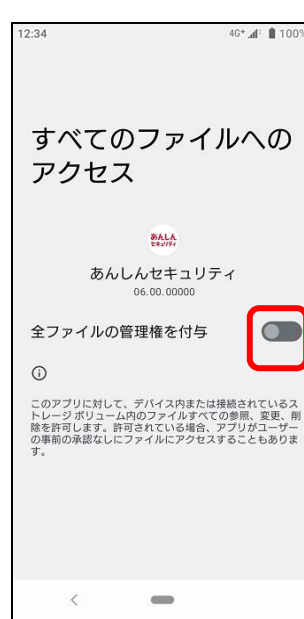 12:34
4G+ 100%
すべてのファイルへの
アクセス
あんしん
セキュリティ
あんしんセキュリティ
06.00.00000
全ファイルの管理権を付与
このアプリに対して、デバイス内または接続されているス
トレージ ボリューム内のファイルすべての参照、変更、削
除を許可します。許可されている場合、アプリがユーザー
の事前の承認なしにファイルにアクセスすることもありま
す。